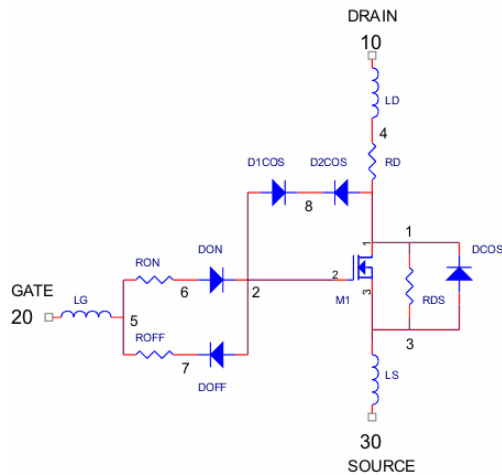 DRAIN
10
LD
4
RD
D1COS
D2COS
8
1
1
DCOS
RON
DON
2
M1
3
RDS
GATE
LG
6
2
20
5
ROFF
3
7
DOFF
LS
30
SOURCE